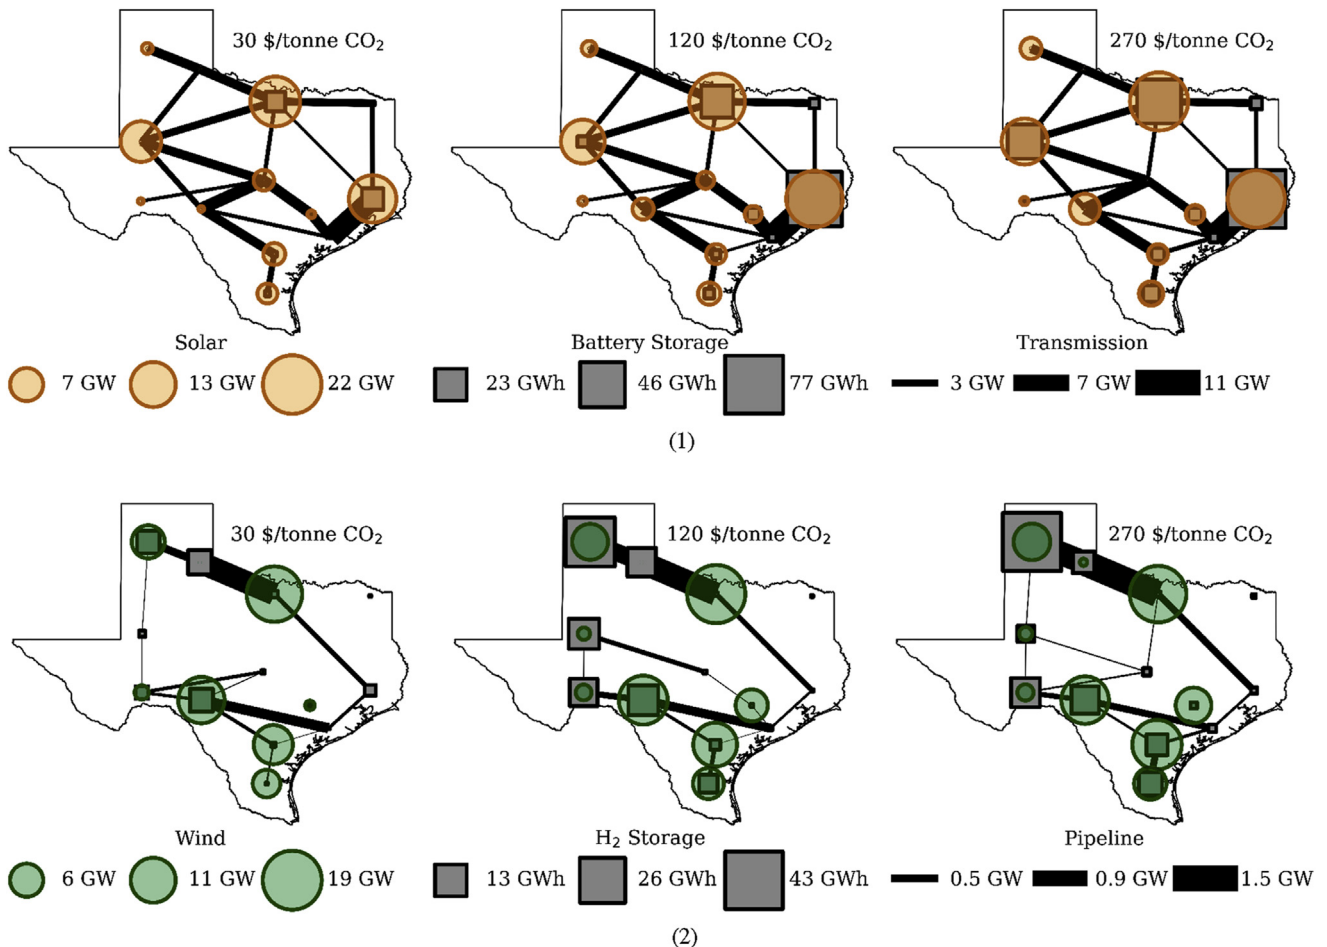 30 $/tonne CO₂ 120 $/tonne CO₂ 270 $/tonne CO₂
Solar Battery Storage Transmission
7 GW 13 GW 22 GW 23 GWh 46 GWh 77 GWh 3 GW 7 GW 11 GW
(1)
30 $/tonne CO₂ 120 $/tonne CO₂ 270 $/tonne CO₂
Wind H₂ Storage Pipeline
6 GW 11 GW 19 GW 13 GWh 26 GWh 43 GWh 0.5 GW 0.9 GW 1.5 GW
(2)